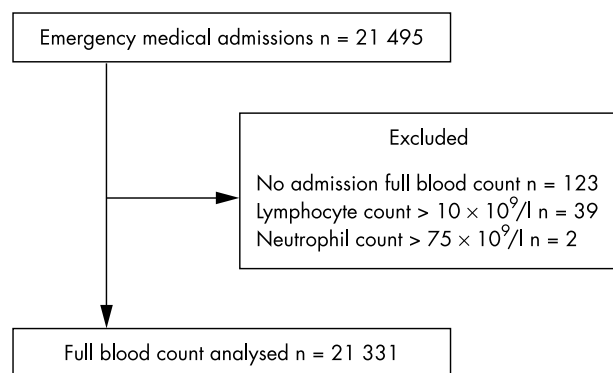 Emergency medical admissions n = 21 495
Excluded
No admission full blood count n = 123
Lymphocyte count > 10 × 10⁹/l n = 39
Neutrophil count > 75 × 10⁹/l n = 2
Full blood count analysed n = 21 331